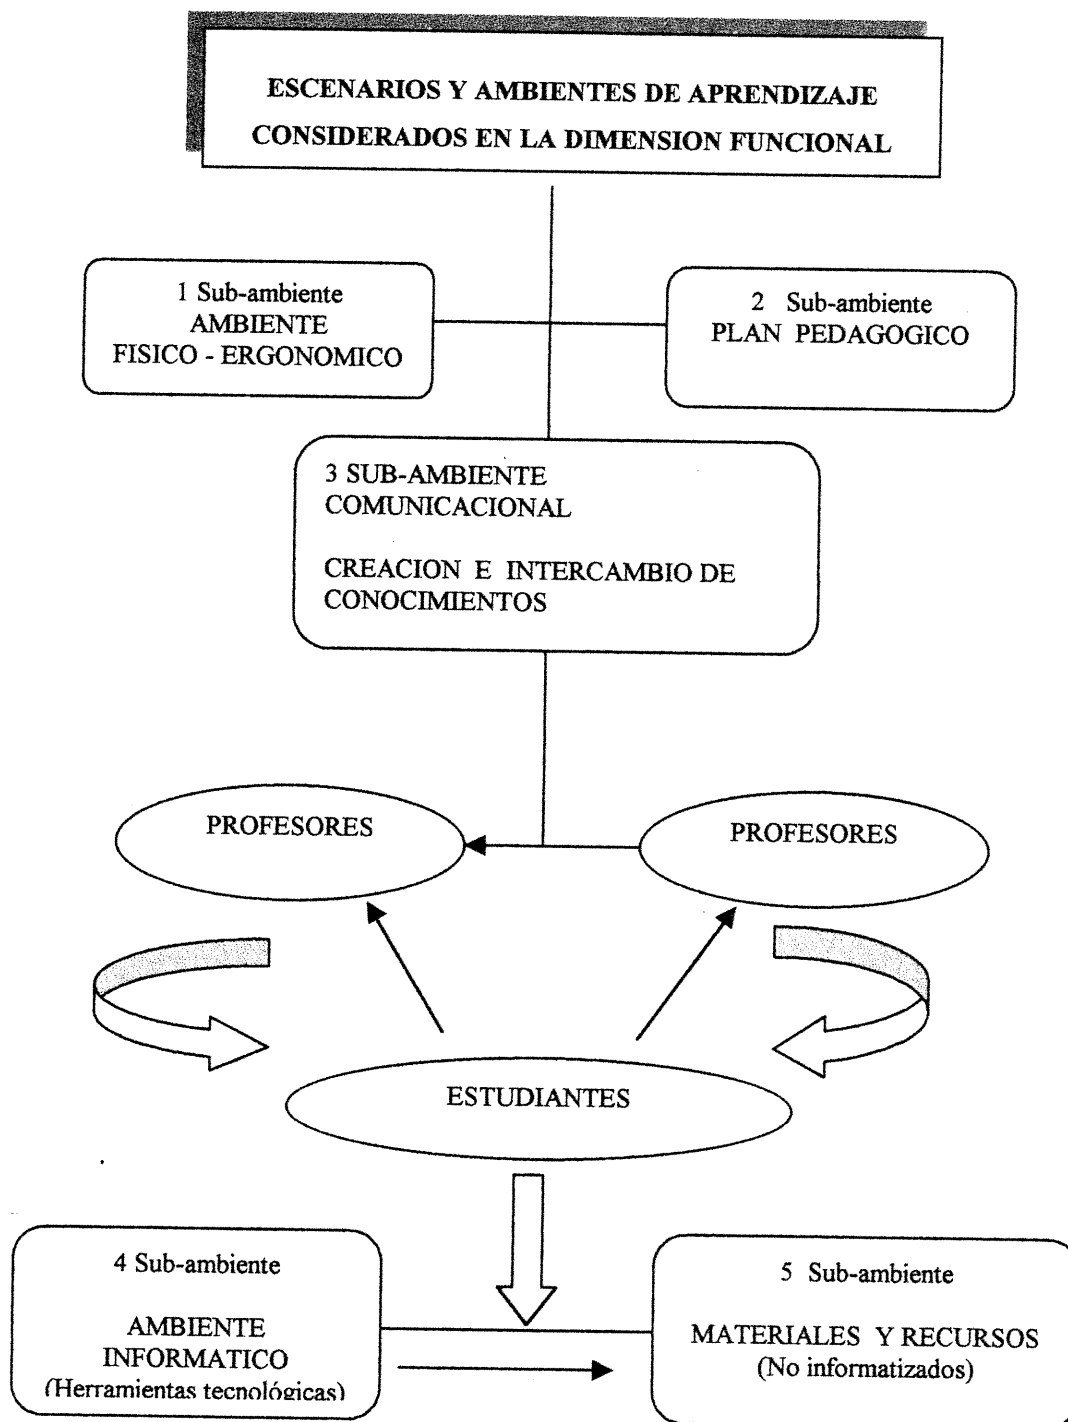 ESCENARIOS Y AMBIENTES DE APRENDIZAJE
CONSIDERADOS EN LA DIMENSION FUNCIONAL
1 Sub-ambiente
AMBIENTE
FISICO - ERGONOMICO
2 Sub-ambiente
PLAN PEDAGOGICO
3 SUB-AMBIENTE
COMUNICACIONAL
CREACION E INTERCAMBIO DE
CONOCIMIENTOS
PROFESORES
PROFESORES
ESTUDIANTES
4 Sub-ambiente
AMBIENTE
INFORMATICO
(Herramientas tecnológicas)
5 Sub-ambiente
MATERIALES Y RECURSOS
(No informatizados)